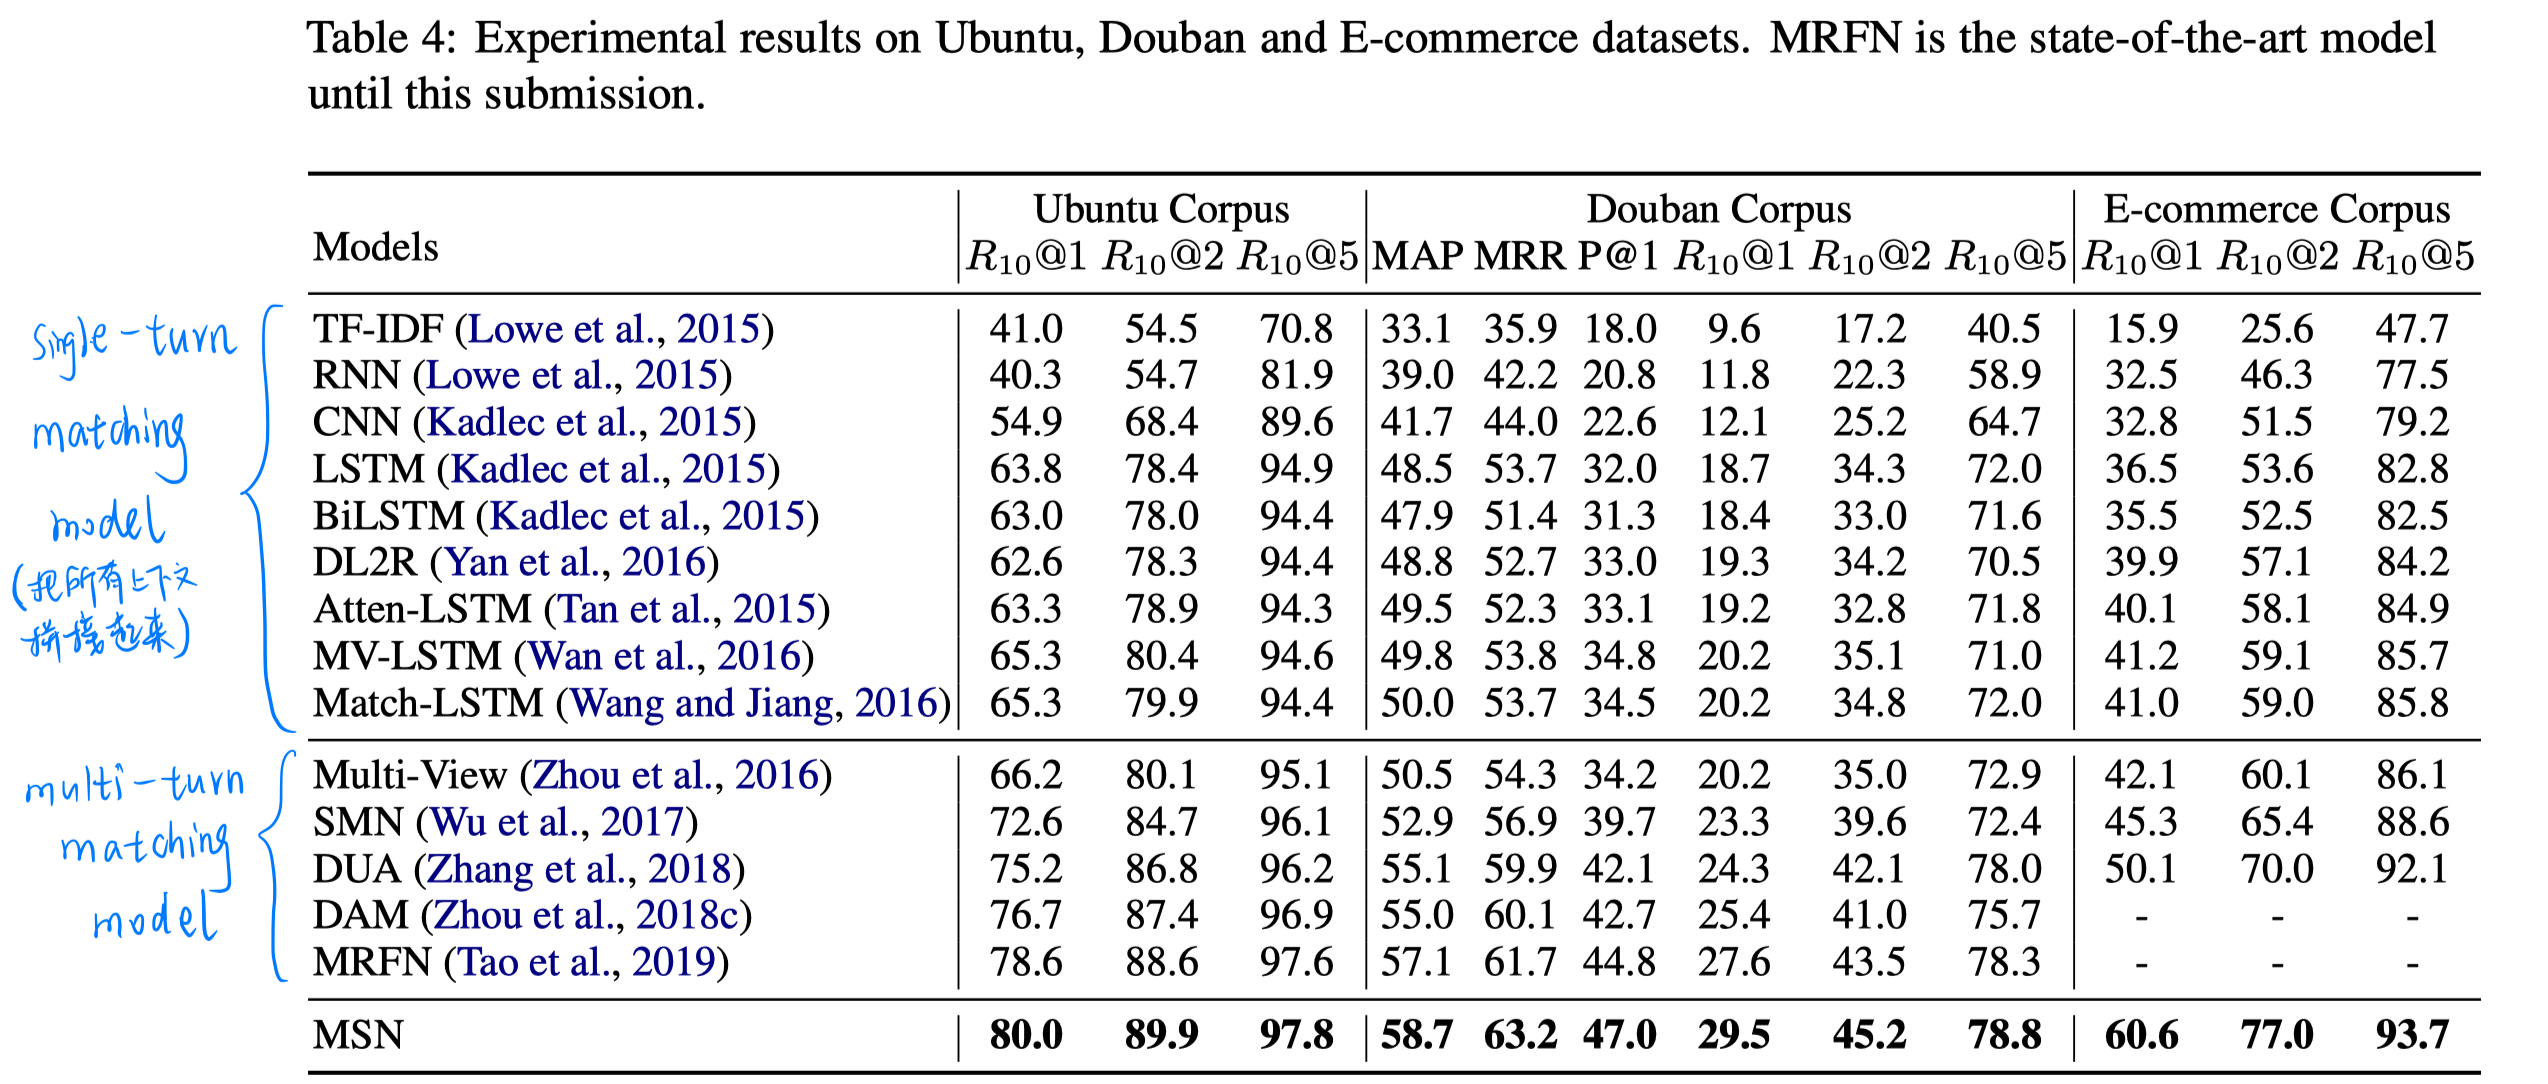 Table 4: Experimental results on Ubuntu, Douban and E-commerce datasets. MRFN is the state-of-the-art model
until this submission.
Models
Ubuntu Corpus Douban Corpus E-commerce Corpus
R10@1 R10@2 R10@5 MAP MRR P@1 R10@1 R10@2 R10@5 R10@1 R10@2 R10@5
TF-IDF (Lowe et al., 2015) 41.0 54.5 70.8 33.1 35.9 18.0 9.6 17.2 40.5 15.9 25.6 47.7
RNN (Lowe et al., 2015) 40.3 54.7 81.9 39.0 42.2 20.8 11.8 22.3 58.9 32.5 46.3 77.5
CNN (Kadlec et al., 2015) 54.9 68.4 89.6 41.7 44.0 22.6 12.1 25.2 64.7 32.8 51.5 79.2
LSTM (Kadlec et al., 2015) 63.8 78.4 94.9 48.5 53.7 32.0 18.7 34.3 72.0 36.5 53.6 82.8
BiLSTM (Kadlec et al., 2015) 63.0 78.0 94.4 47.9 51.4 31.3 18.4 33.0 71.6 35.5 52.5 82.5
DL2R (Yan et al., 2016) 62.6 78.3 94.4 48.8 52.7 33.0 19.3 34.2 70.5 39.9 57.1 84.2
Atten-LSTM (Tan et al., 2015) 63.3 78.9 94.3 49.5 52.3 33.1 19.2 32.8 71.8 40.1 58.1 84.9
MV-LSTM (Wan et al., 2016) 65.3 80.4 94.6 49.8 53.8 34.8 20.2 35.1 71.0 41.2 59.1 85.7
Match-LSTM (Wang and Jiang, 2016) 65.3 79.9 94.4 50.0 53.7 34.5 20.2 34.8 72.0 41.0 59.0 85.8
Multi-View (Zhou et al., 2016) 66.2 80.1 95.1 50.5 54.3 34.2 20.2 35.0 72.9 42.1 60.1 86.1
SMN (Wu et al., 2017) 72.6 84.7 96.1 52.9 56.9 39.7 23.3 39.6 72.4 45.3 65.4 88.6
DUA (Zhang et al., 2018) 75.2 86.8 96.2 55.1 59.9 42.1 24.3 42.1 78.0 50.1 70.0 92.1
DAM (Zhou et al., 2018c) 76.7 87.4 96.9 55.0 60.1 42.7 25.4 41.0 75.7 - - -
MRFN (Tao et al., 2019) 78.6 88.6 97.6 57.1 61.7 44.8 27.6 43.5 78.3 - - -
MSN 80.0 89.9 97.8 58.7 63.2 47.0 29.5 45.2 78.8 60.6 77.0 93.7
single-turn
matching
model
(把所有上下文
拼接起来)
multi-turn
matching
model